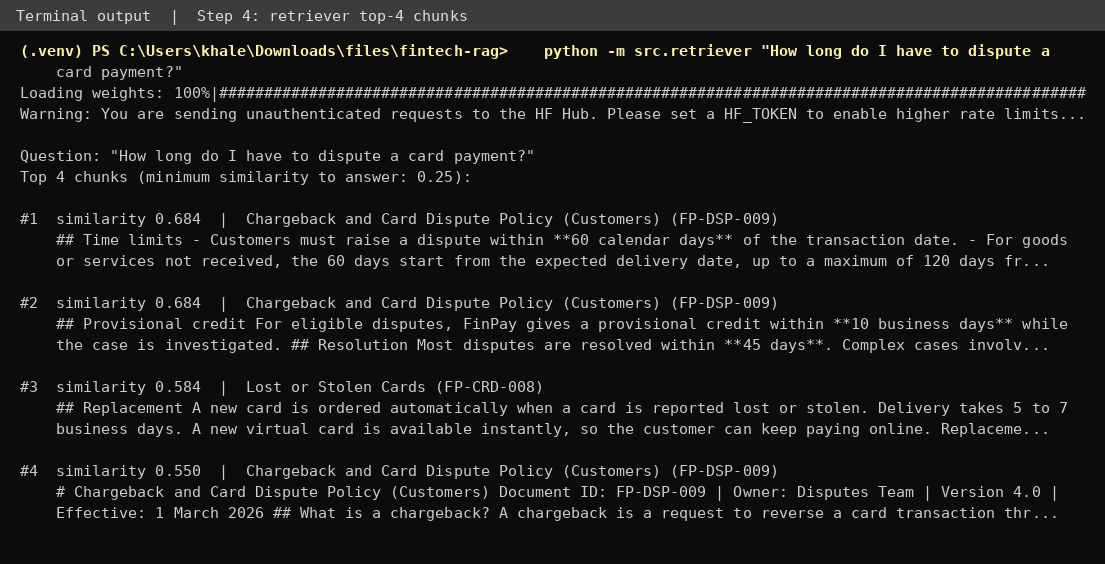 Terminal output  |  Step 4: retriever top-4 chunks
(.venv) PS C:\Users\khale\Downloads\files\fintech-rag>    python -m src.retriever "How long do I have to dispute a
    card payment?"
Loading weights: 100%|################################################################################################
Warning: You are sending unauthenticated requests to the HF Hub. Please set a HF_TOKEN to enable higher rate limits...
Question: "How long do I have to dispute a card payment?"
Top 4 chunks (minimum similarity to answer: 0.25):
#1  similarity 0.684  |  Chargeback and Card Dispute Policy (Customers) (FP-DSP-009)
    ## Time limits - Customers must raise a dispute within **60 calendar days** of the transaction date. - For goods
    or services not received, the 60 days start from the expected delivery date, up to a maximum of 120 days fr...
#2  similarity 0.684  |  Chargeback and Card Dispute Policy (Customers) (FP-DSP-009)
    ## Provisional credit For eligible disputes, FinPay gives a provisional credit within **10 business days** while
    the case is investigated. ## Resolution Most disputes are resolved within **45 days**. Complex cases involv...
#3  similarity 0.584  |  Lost or Stolen Cards (FP-CRD-008)
    ## Replacement A new card is ordered automatically when a card is reported lost or stolen. Delivery takes 5 to 7
    business days. A new virtual card is available instantly, so the customer can keep paying online. Replaceme...
#4  similarity 0.550  |  Chargeback and Card Dispute Policy (Customers) (FP-DSP-009)
    # Chargeback and Card Dispute Policy (Customers) Document ID: FP-DSP-009 | Owner: Disputes Team | Version 4.0 |
    Effective: 1 March 2026 ## What is a chargeback? A chargeback is a request to reverse a card transaction thr...